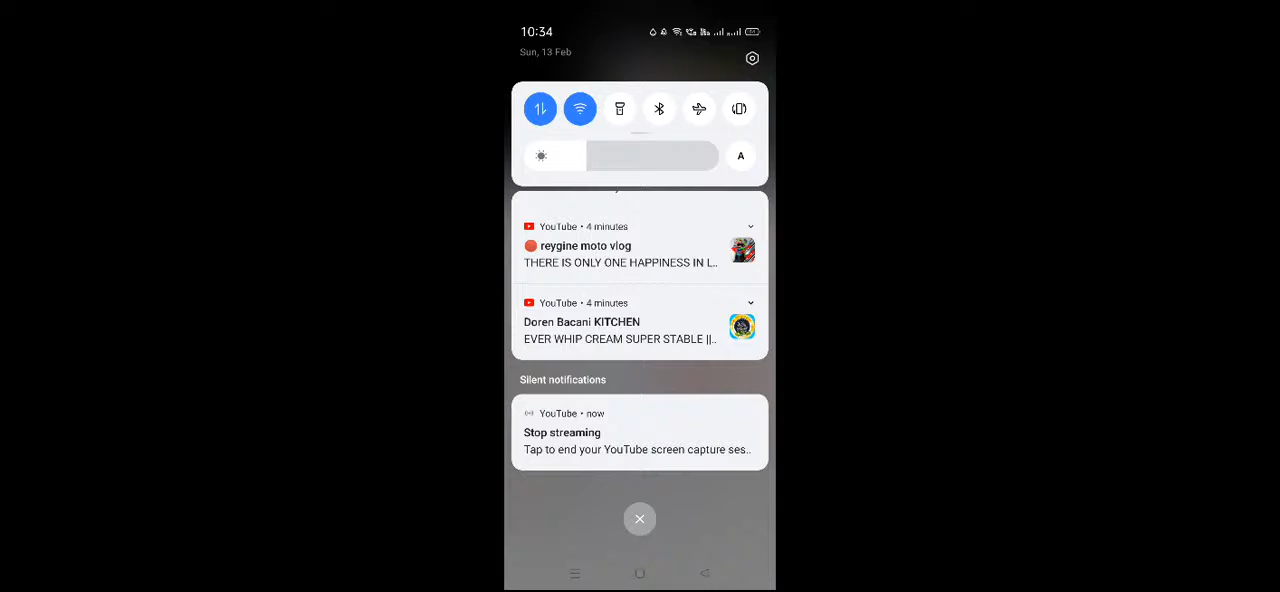 10:34
Sun, 13 Feb
A
YouTube • 4 minutes
🔴 reygine moto vlog
THERE IS ONLY ONE HAPPINESS IN L..
YouTube • 4 minutes
Doren Bacani KITCHEN
EVER WHIP CREAM SUPER STABLE ||..
Silent notifications
YouTube • now
Stop streaming
Tap to end your YouTube screen capture ses..